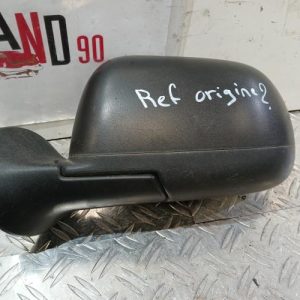 AND 90
Ref origine?